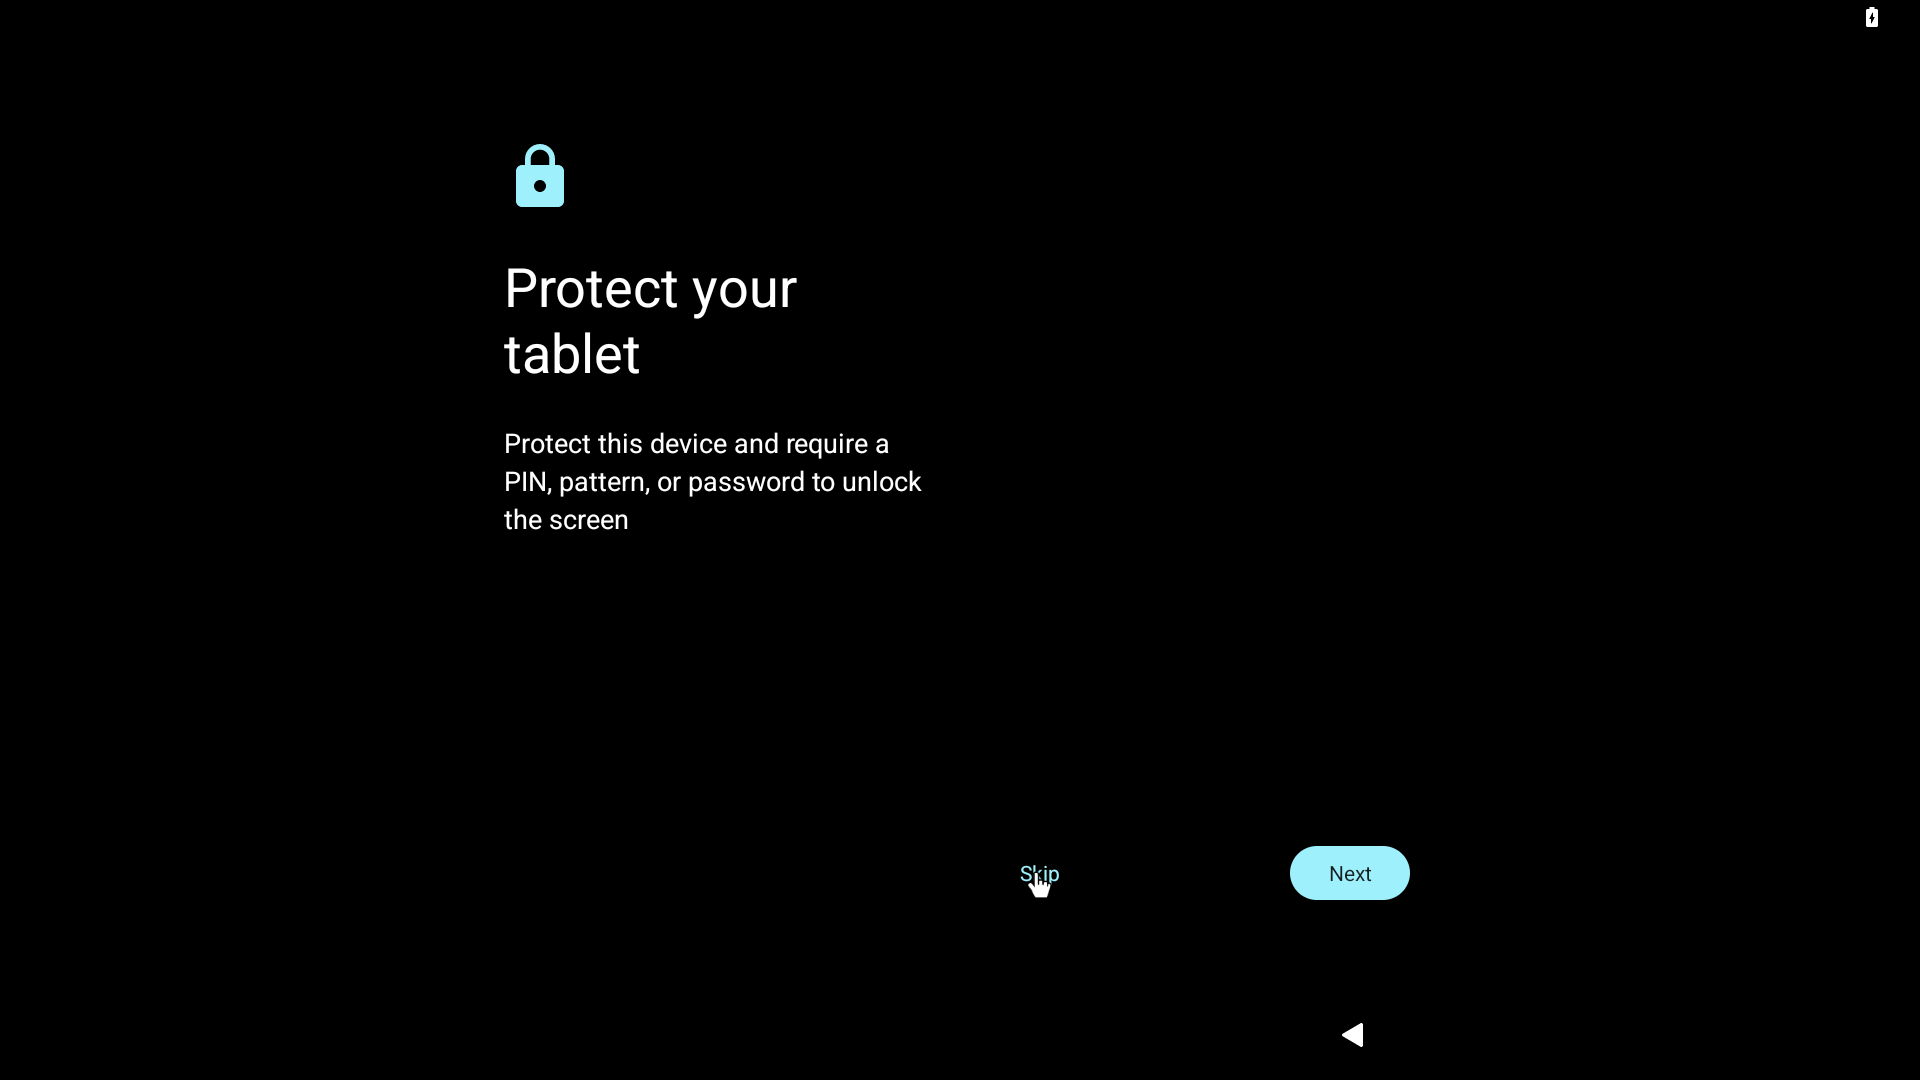 Protect your
tablet
Protect this device and require a
PIN, pattern, or password to unlock
the screen
Skip
Next